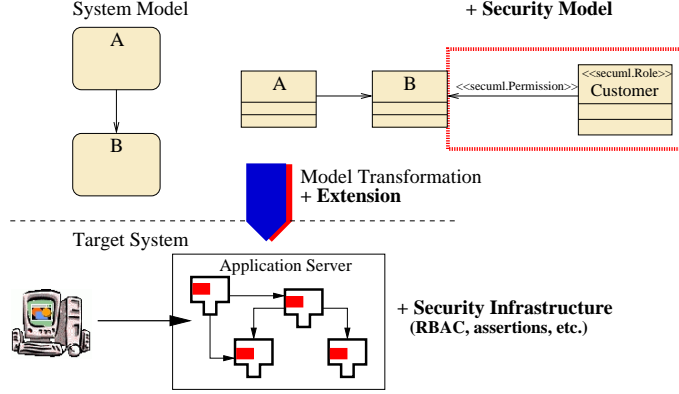 System Model
+ Security Model
A
B
A
B
<<secuml.Permission>>
<<secuml.Role>>
Customer
Model Transformation
+ Extension
Target System
Application Server
+ Security Infrastructure
(RBAC, assertions, etc.)